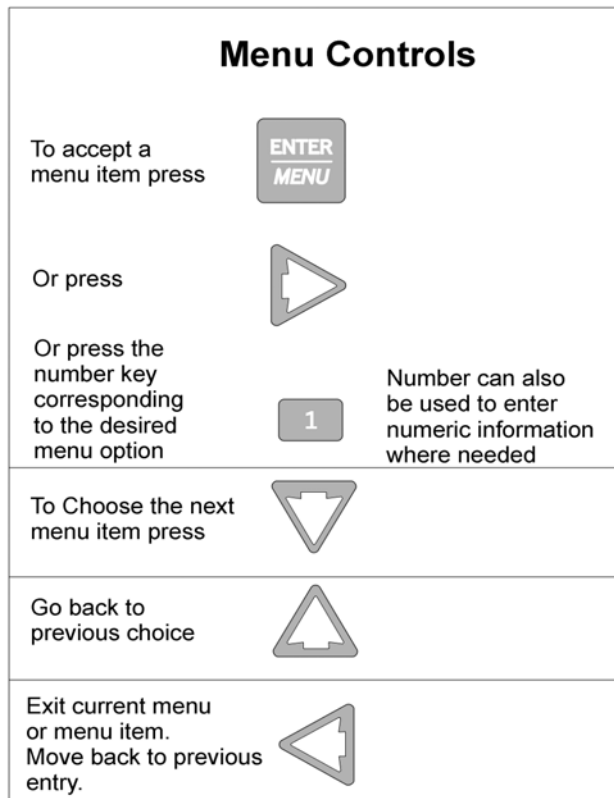 Menu Controls
To accept a
menu item press
ENTER
MENU
Or press
Or press the
number key
corresponding
to the desired
menu option
1
Number can also
be used to enter
numeric information
where needed
To Choose the next
menu item press
Go back to
previous choice
Exit current menu
or menu item.
Move back to previous
entry.